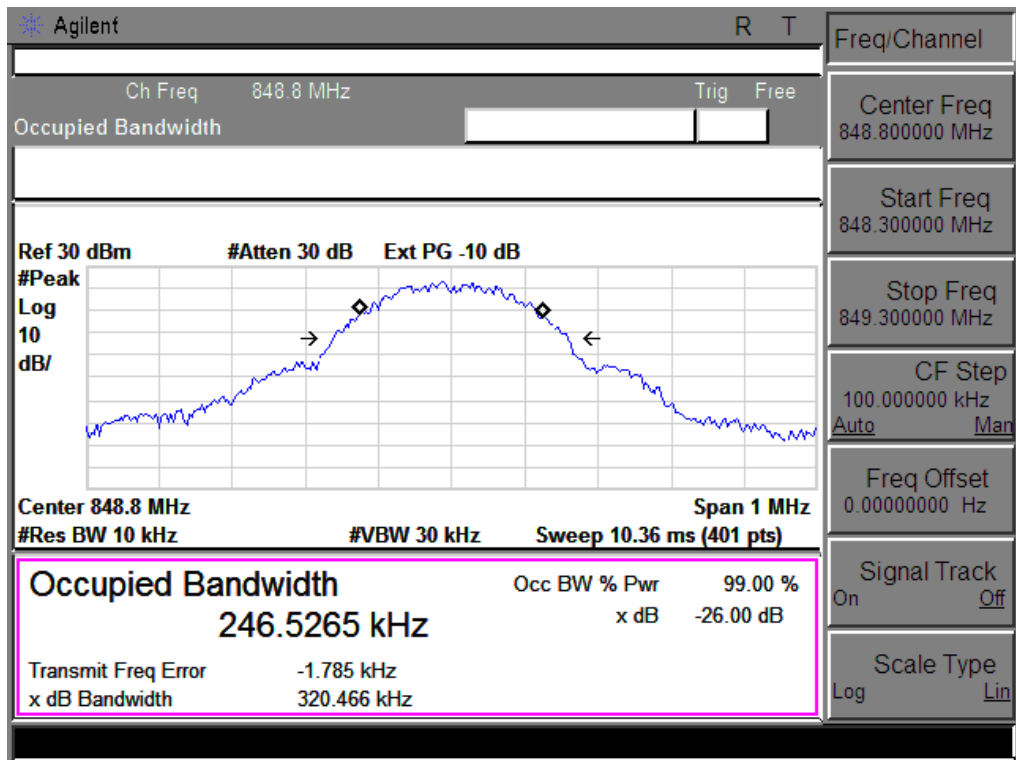 Agilent R T
Ch Freq 848.8 MHz Trig Free
Occupied Bandwidth
Ref 30 dBm #Atten 30 dB Ext PG -10 dB
#Peak
Log
10
dB/
Center 848.8 MHz Span 1 MHz
#Res BW 10 kHz #VBW 30 kHz Sweep 10.36 ms (401 pts)
Occupied Bandwidth Occ BW % Pwr 99.00 %
246.5265 kHz x dB -26.00 dB
Transmit Freq Error -1.785 kHz
x dB Bandwidth 320.466 kHz
Freq/Channel
Center Freq
848.800000 MHz
Start Freq
848.300000 MHz
Stop Freq
849.300000 MHz
CF Step
100.000000 kHz
Auto Man
Freq Offset
0.00000000 Hz
Signal Track
On Off
Scale Type
Log Lin